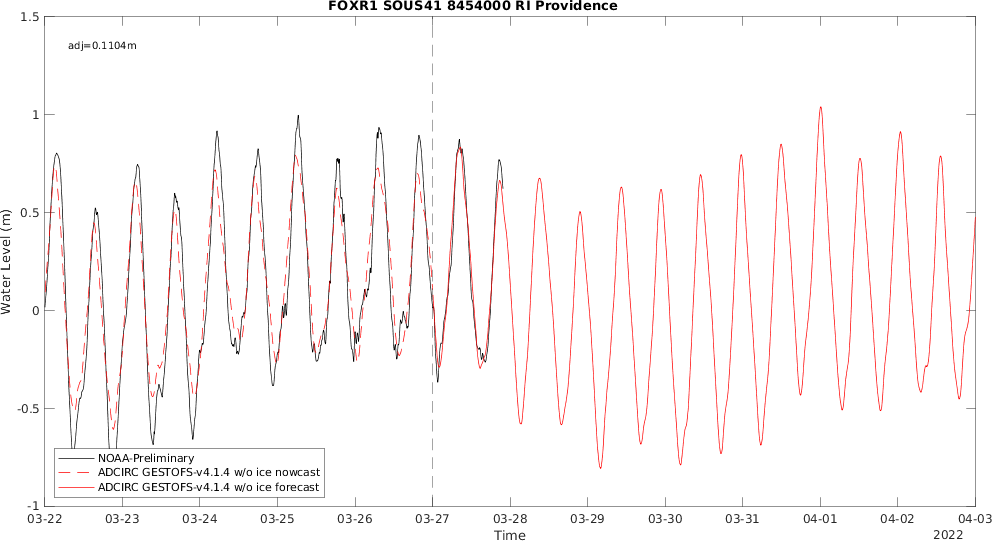 FOXR1 SOUS41 8454000 RI Providence
adj=0.1104m
1.5
1
0.5
0
-0.5
-1
Water Level (m)
NOAA-Preliminary
ADCIRC GESTOFS-v4.1.4 w/o ice nowcast
ADCIRC GESTOFS-v4.1.4 w/o ice forecast
03-22 03-23 03-24 03-25 03-26 03-27 03-28 03-29 03-30 03-31 04-01 04-02 04-03
Time
2022